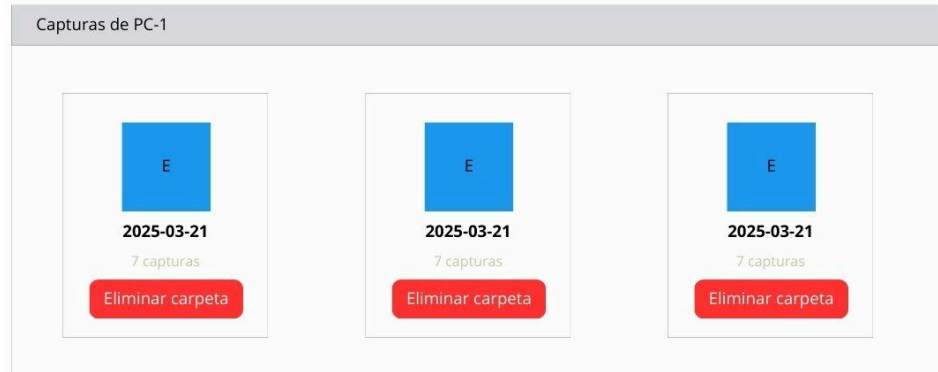 Capturas de PC-1
E
2025-03-21
7 capturas
Eliminar carpeta
E
2025-03-21
7 capturas
Eliminar carpeta
E
2025-03-21
7 capturas
Eliminar carpeta